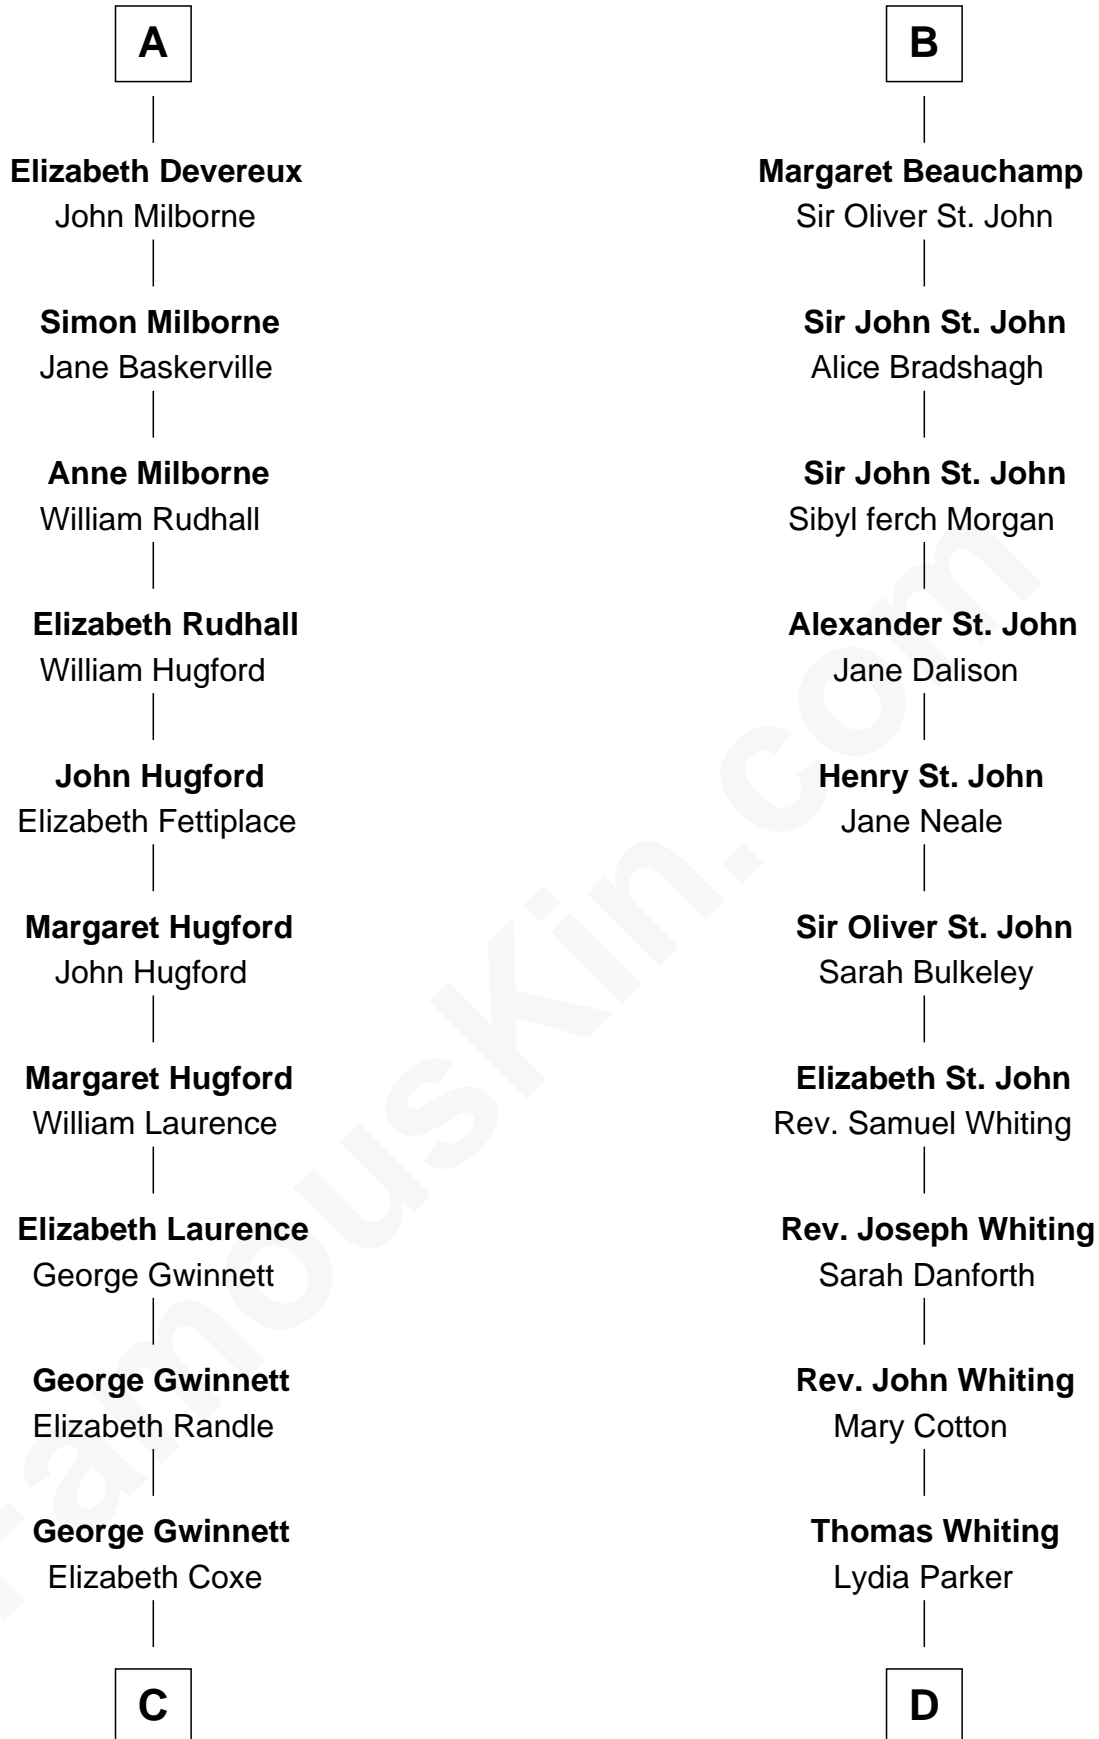 A
Elizabeth Devereux
John Milborne
Simon Milborne
Jane Baskerville
Anne Milborne
William Rudhall
Elizabeth Rudhall
William Hugford
John Hugford
Elizabeth Fettiplace
Margaret Hugford
John Hugford
Margaret Hugford
William Laurence
Elizabeth Laurence
George Gwinnett
George Gwinnett
Elizabeth Randle
George Gwinnett
Elizabeth Coxe
C
B
Margaret Beauchamp
Sir Oliver St. John
Sir John St. John
Alice Bradshagh
Sir John St. John
Sibyl ferch Morgan
Alexander St. John
Jane Dalison
Henry St. John
Jane Neale
Sir Oliver St. John
Sarah Bulkeley
Elizabeth St. John
Rev. Samuel Whiting
Rev. Joseph Whiting
Sarah Danforth
Rev. John Whiting
Mary Cotton
Thomas Whiting
Lydia Parker
D
FamousKin.com